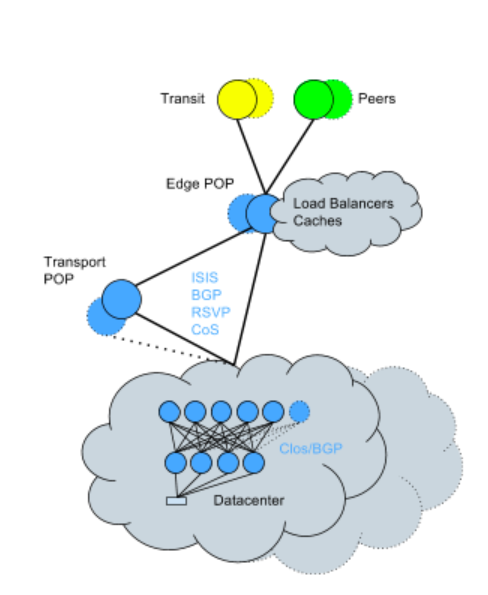 Transit
Peers
Edge POP
Load Balancers
Caches
Transport
POP
ISIS
BGP
RSVP
CoS
Clos/BGP
Datacenter